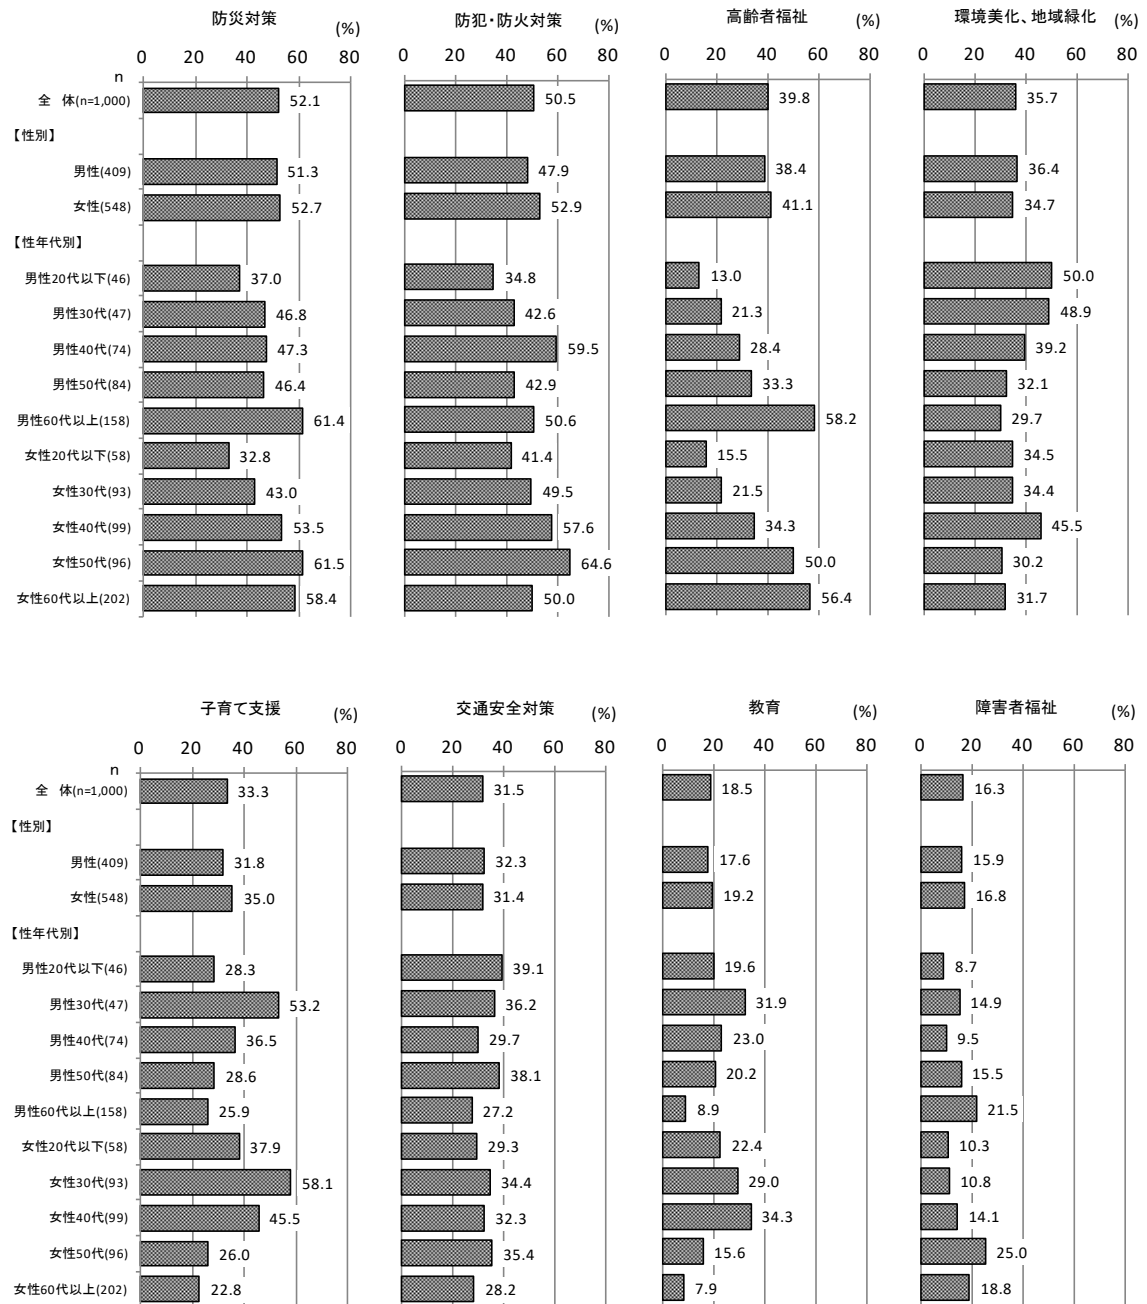 防災対策 (%) 防犯・防火対策 (%) 高齢者福祉 (%) 環境美化、地域緑化 (%)
0 20 40 60 80 0 20 40 60 80 0 20 40 60 80 0 20 40 60 80
n
全 体(n=1,000) 52.1 50.5 39.8 35.7
【性別】
男性(409) 51.3 47.9 38.4 36.4
女性(548) 52.7 52.9 41.1 34.7
【性年代別】
男性20代以下(46) 37.0 34.8 13.0 50.0
男性30代(47) 46.8 42.6 21.3 48.9
男性40代(74) 47.3 59.5 28.4 39.2
男性50代(84) 46.4 42.9 33.3 32.1
男性60代以上(158) 61.4 50.6 58.2 29.7
女性20代以下(58) 32.8 41.4 15.5 34.5
女性30代(93) 43.0 49.5 21.5 34.4
女性40代(99) 53.5 57.6 34.3 45.5
女性50代(96) 61.5 64.6 50.0 30.2
女性60代以上(202) 58.4 50.0 56.4 31.7
子育て支援 (%) 交通安全対策 (%) 教育 (%) 障害者福祉 (%)
0 20 40 60 80 0 20 40 60 80 0 20 40 60 80 0 20 40 60 80
n
全 体(n=1,000) 33.3 31.5 18.5 16.3
【性別】
男性(409) 31.8 32.3 17.6 15.9
女性(548) 35.0 31.4 19.2 16.8
【性年代別】
男性20代以下(46) 28.3 39.1 19.6 8.7
男性30代(47) 53.2 36.2 31.9 14.9
男性40代(74) 36.5 29.7 23.0 9.5
男性50代(84) 28.6 38.1 20.2 15.5
男性60代以上(158) 25.9 27.2 8.9 21.5
女性20代以下(58) 37.9 29.3 22.4 10.3
女性30代(93) 58.1 34.4 29.0 10.8
女性40代(99) 45.5 32.3 34.3 14.1
女性50代(96) 26.0 35.4 15.6 25.0
女性60代以上(202) 22.8 28.2 7.9 18.8